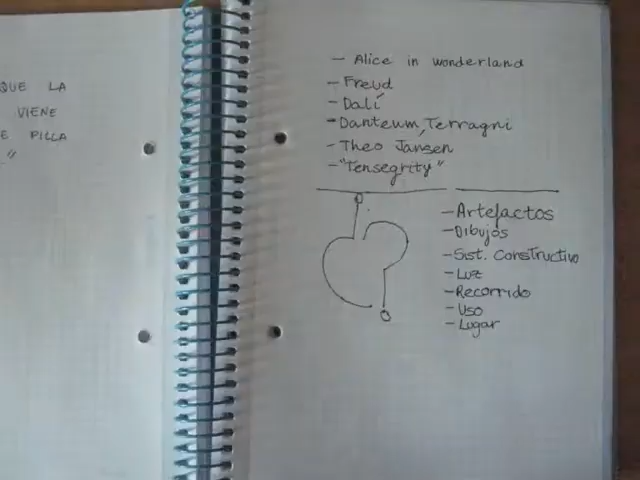 QUE LA
VIENE
E PILLA
"
- Alice in wonderland
- Freud
- Dalí
- Danteum, Terragni
- Theo Jansen
- "Tensegrity"
- Artefactos
- Dibujos
- Sist. Constructivo
- Luz
- Recorrido
- Uso
- Lugar